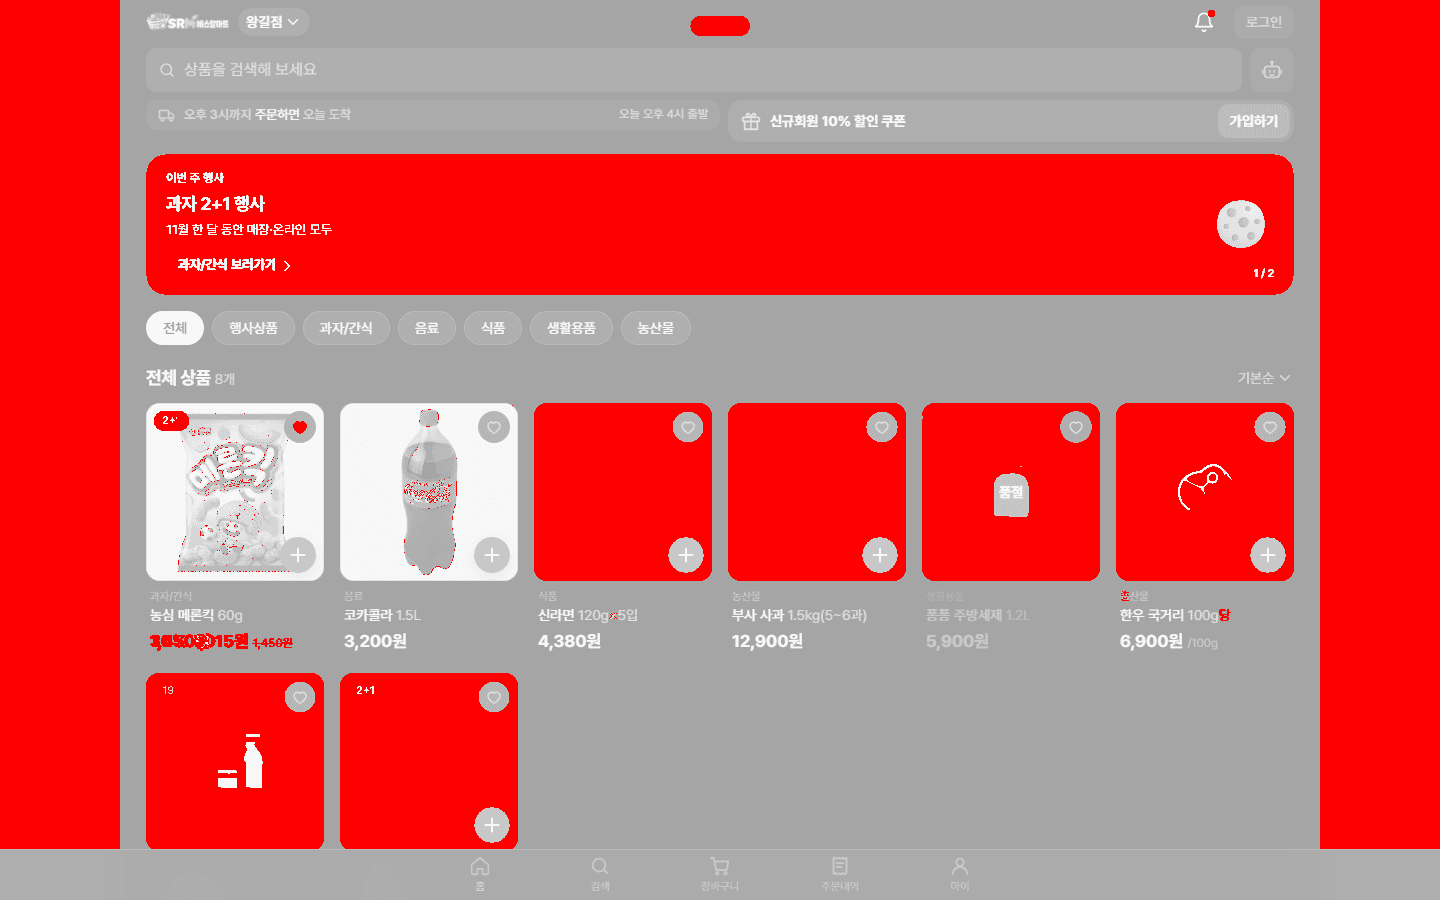 SRM 에스알마트
왕길점
로그인
상품을 검색해 보세요
오후 3시까지 주문하면 오늘 도착
오늘 오후 4시 출발
신규회원 10% 할인 쿠폰
가입하기
이번 주 행사
과자 2+1 행사
11월 한 달 동안 매장·온라인 모두
과자/간식 보러가기
1 / 2
전체
행사상품
과자/간식
음료
식품
생활용품
농산물
전체 상품 8개
기본순
품절
과자/간식
음료
식품
농산물
생활용품
농심 메론킥 60g
코카콜라 1.5L
신라면 120g×5입
부사 사과 1.5kg(5~6과)
퐁퐁 주방세제 1.2L
한우 국거리 100g당
1,450원
3,200원
4,380원
12,900원
5,900원
6,900원 /100g
19
2+1
홈
검색
장바구니
주문내역
마이